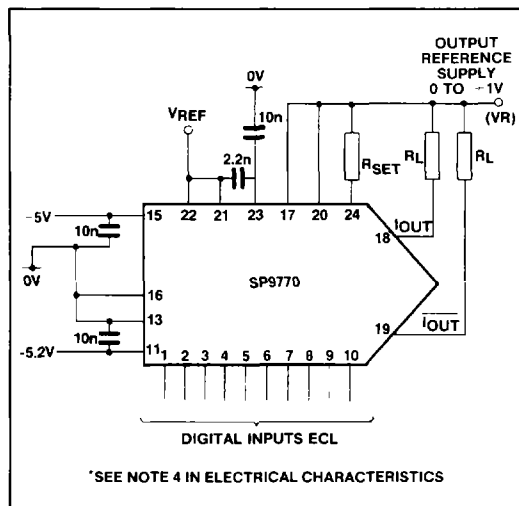 OUTPUT
REFERENCE
SUPPLY
0 TO −1V
(VR)
0V
10n
VREF
2.2n
RSET
RL
RL
22
21
23
17
20
24
−5V
15
10n
0V
16
13
10n
−5.2V
11
SP9770
18
IOUT
19
IOUT
1 2 3 4 5 6 7 8 9 10
DIGITAL INPUTS ECL
*SEE NOTE 4 IN ELECTRICAL CHARACTERISTICS